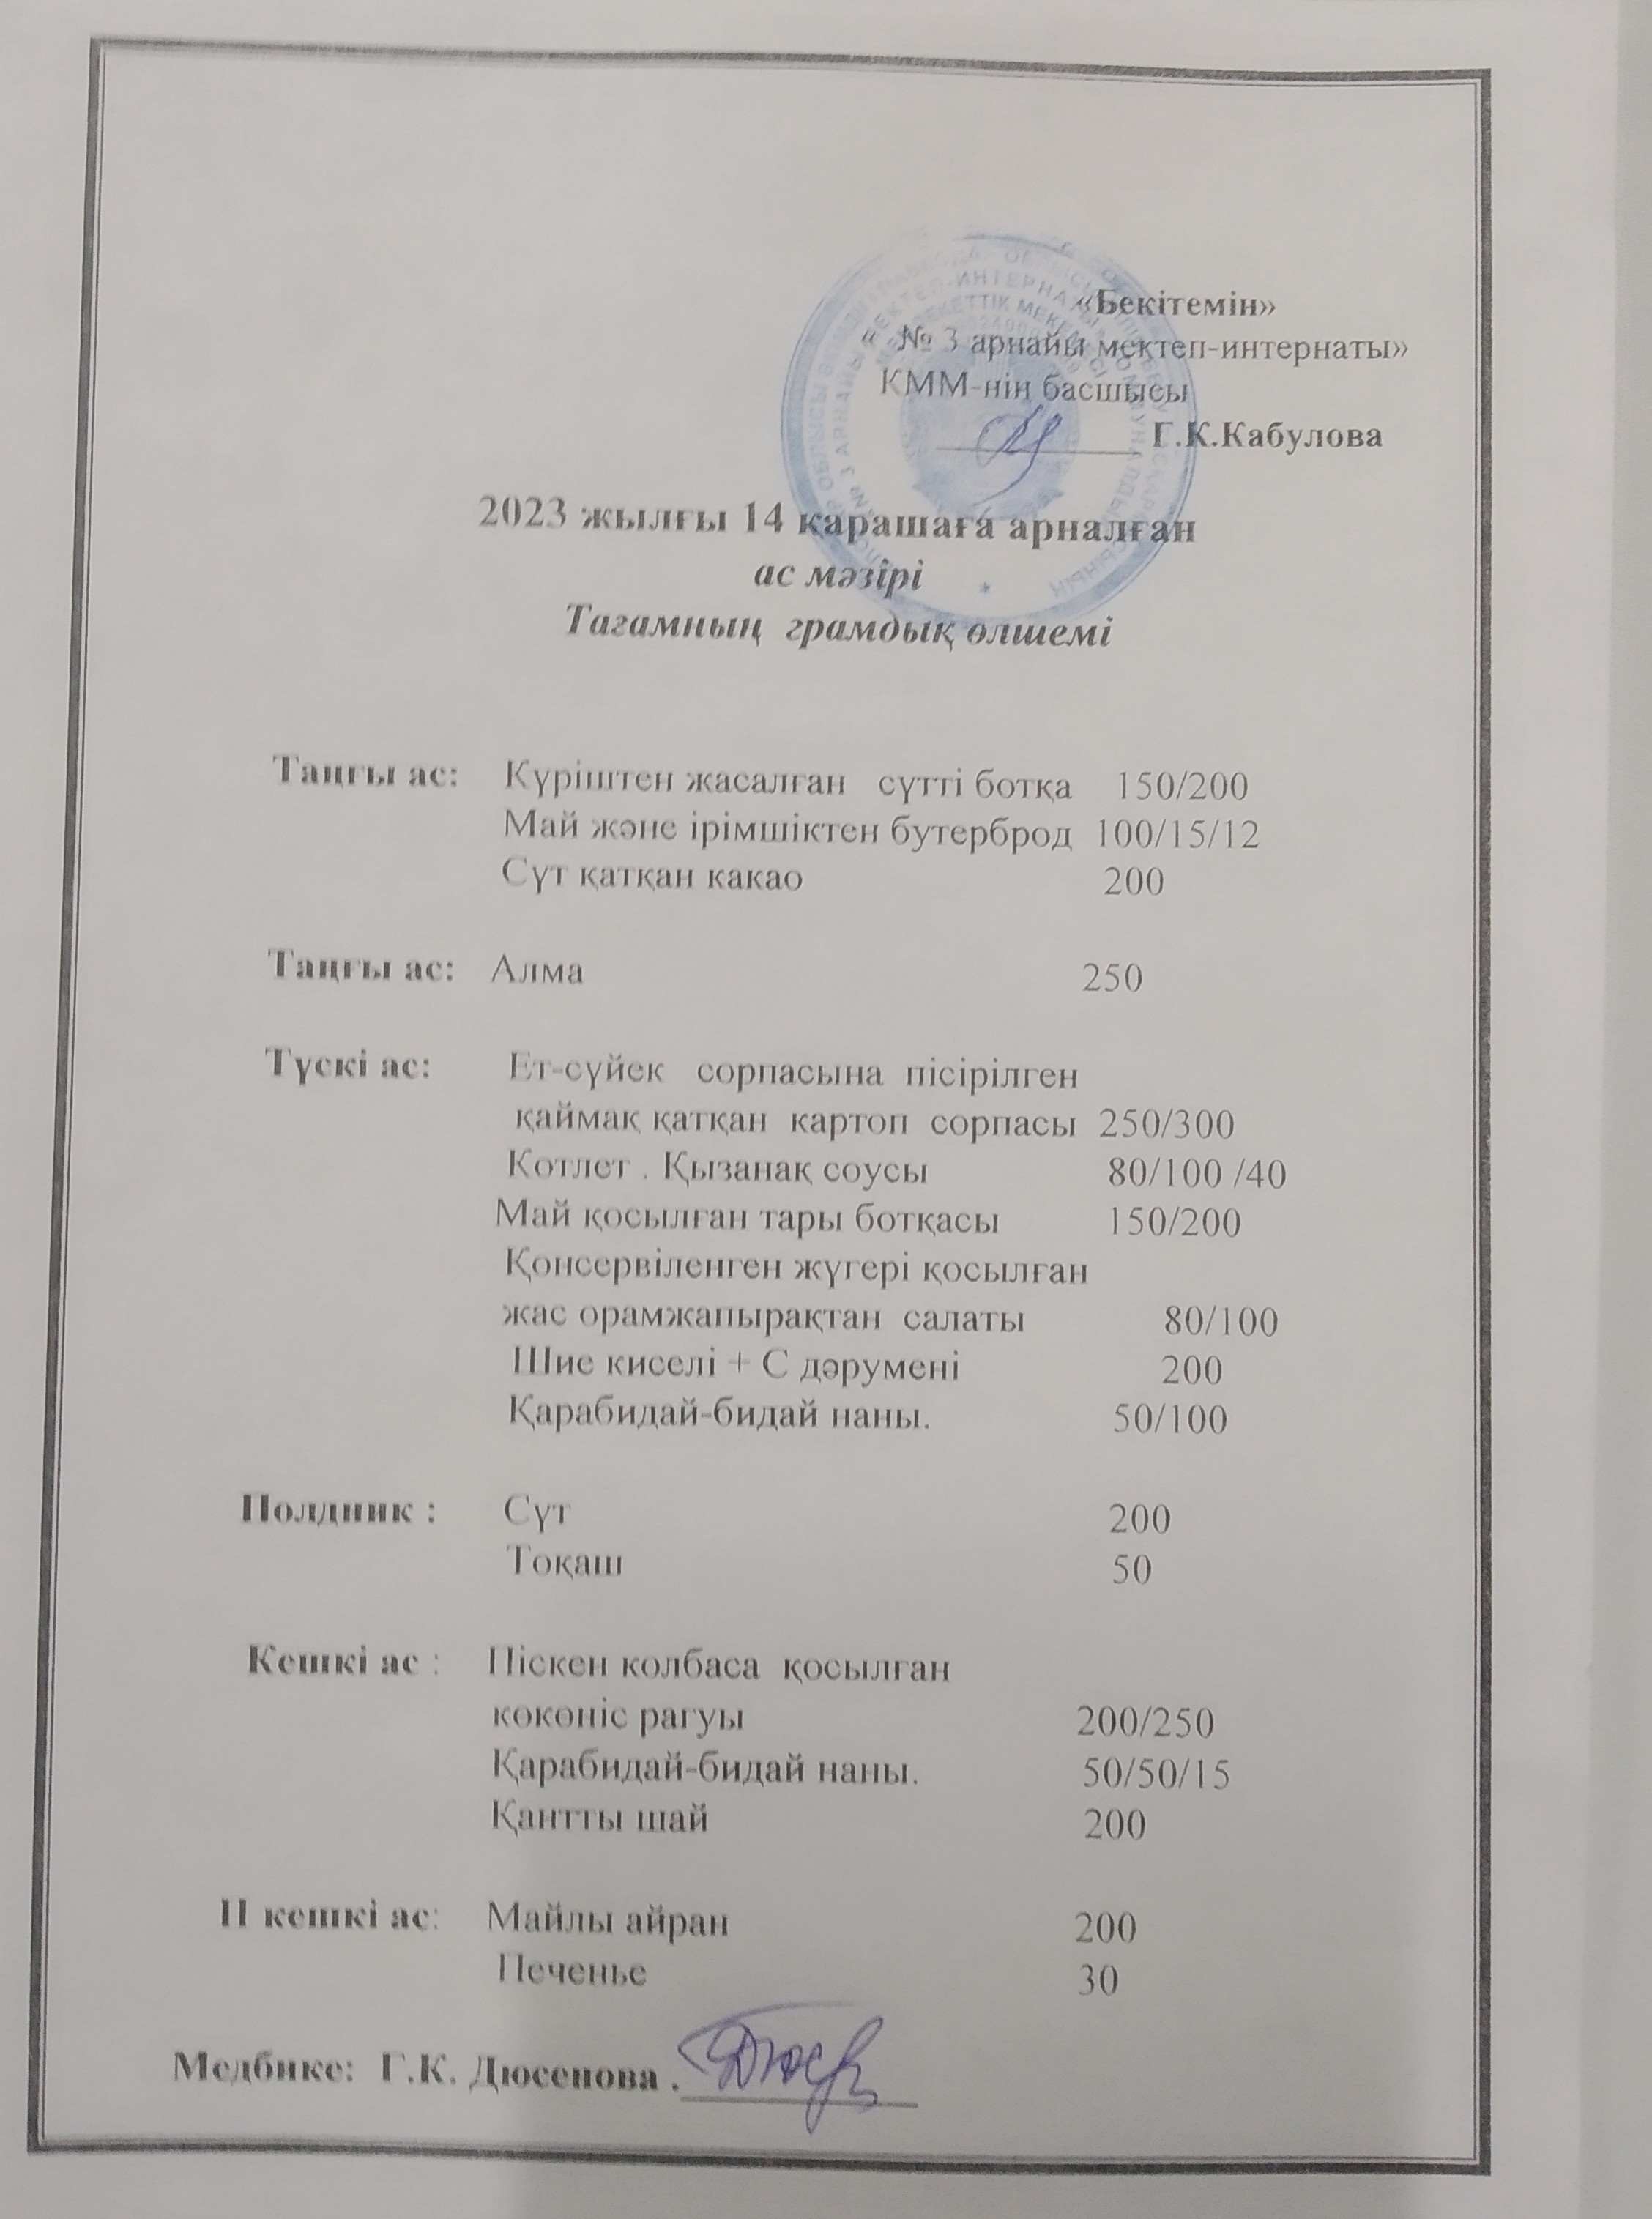 «Бекітемін»
« № 3 арнайы мектеп-интернаты»
КММ-нің басшысы
Г.К.Кабулова
2023 жылғы 14 қарашаға арналған
ас мәзірі
Тағамның грамдық өлшемі
Таңғы ас: Күріштен жасалған сүтті ботқа 150/200
Май және ірімшіктен бутерброд 100/15/12
Сүт қатқан какао 200
Таңғы ас: Алма 250
Түскі ас: Ет-сүйек сорпасына пісірілген
қаймақ қатқан картоп сорпасы 250/300
Котлет . Қызанақ соусы 80/100 /40
Май қосылған тары ботқасы 150/200
Қонсервіленген жүгері қосылған
жас орамжапырақтан салаты 80/100
Шие киселі + С дәрумені 200
Қарабидай-бидай наны. 50/100
Полдник : Сүт 200
Тоқаш 50
Кешкі ас : Піскен колбаса қосылған
көкөніс рагуы 200/250
Қарабидай-бидай наны. 50/50/15
Қантты шай 200
ІІ кешкі ас: Майлы айран 200
Печенье 30
Медбике: Г.К. Дюсенова .